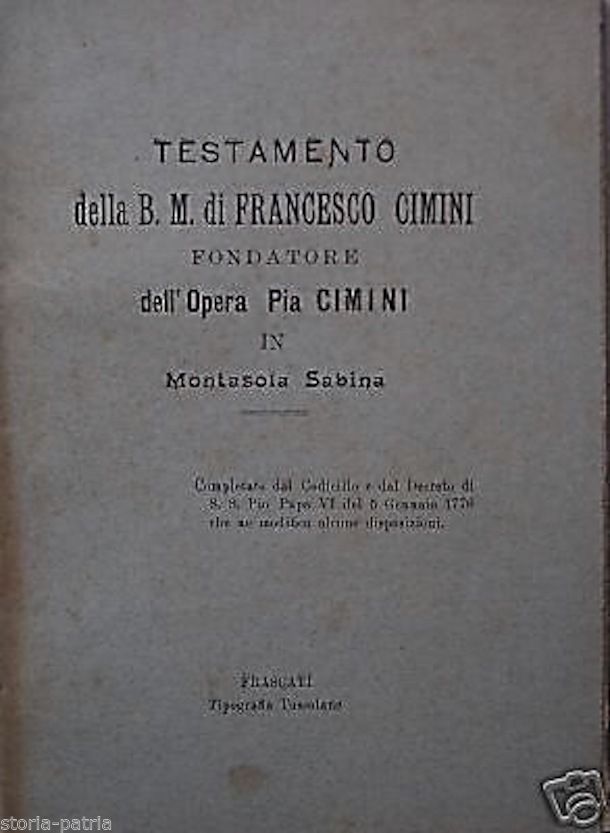 TESTAMENTO
della B. M. di FRANCESCO CIMINI
FONDATORE
dell'Opera Pia CIMINI
IN
Montasola Sabina
Completato dal Codicillo e dal Decreto di
S. S. Pio Papa VI del 5 Gennaio 1776
che ne modifica alcune disposizioni.
FRASCATI
Tipografia Tusculana
storia-patria